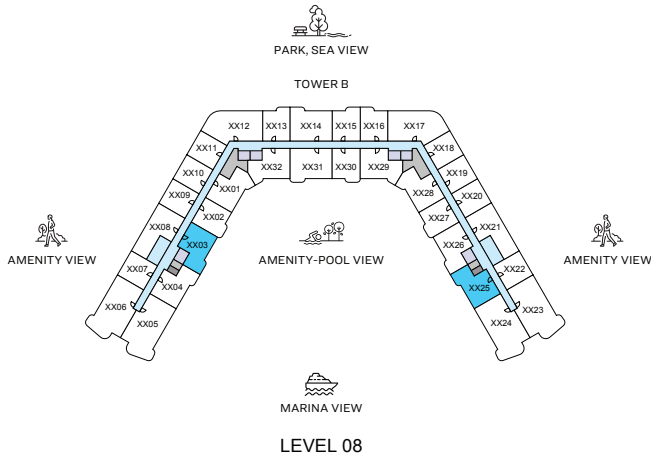 PARK, SEA VIEW
TOWER B
XX12
XX13
XX14
XX15
XX16
XX17
XX11
XX18
XX10
XX32
XX31
XX30
XX29
XX19
XX09
XX01
XX28
XX20
XX08
XX02
XX27
XX21
XX03
XX26
AMENITY VIEW
AMENITY-POOL VIEW
AMENITY VIEW
XX07
XX04
XX25
XX22
XX06
XX05
XX24
XX23
MARINA VIEW
LEVEL 08